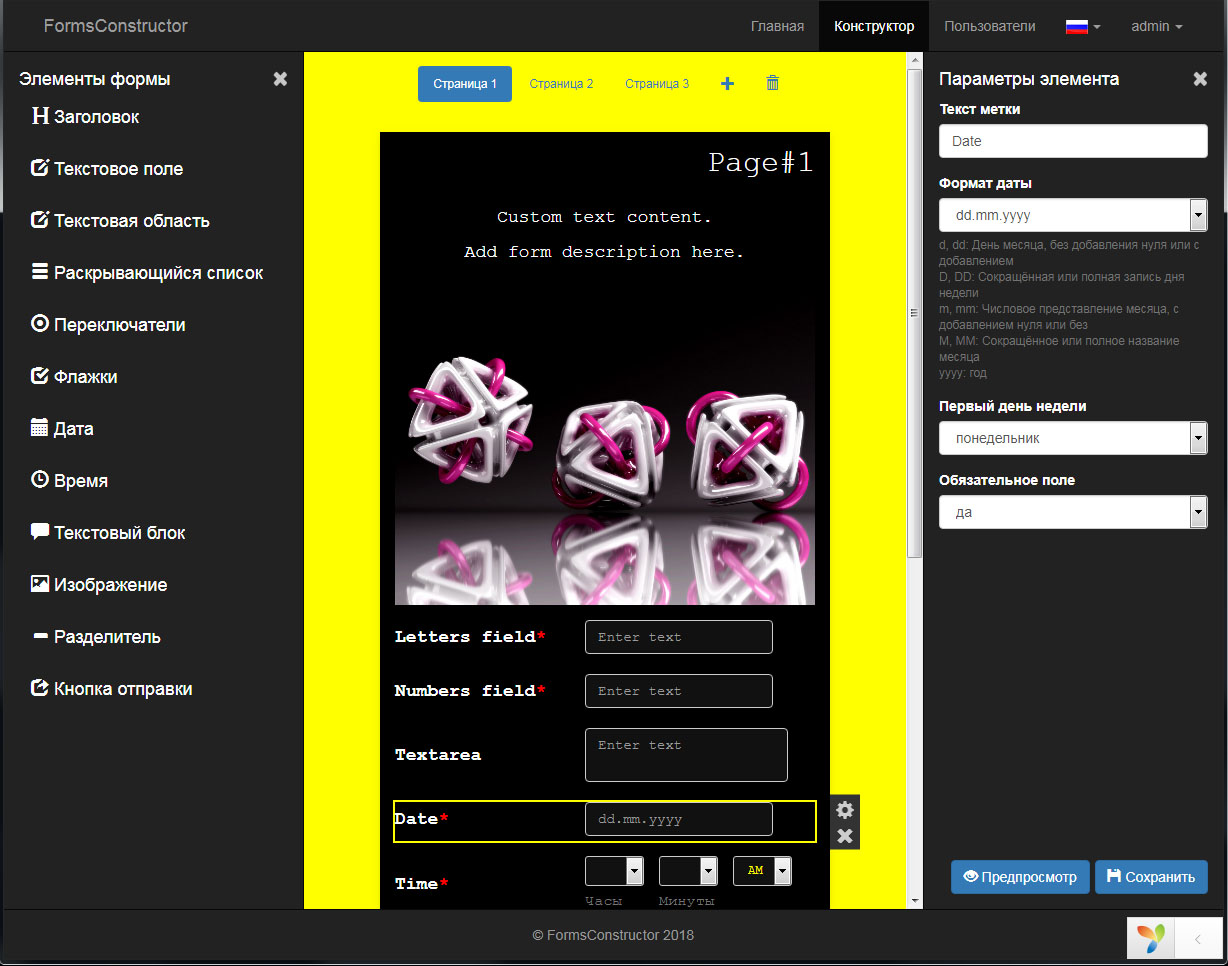 FormsConstructor
Главная
Конструктор
Пользователи
admin
Элементы формы
Заголовок
Текстовое поле
Текстовая область
Раскрывающийся список
Переключатели
Флажки
Дата
Время
Текстовый блок
Изображение
Разделитель
Кнопка отправки
Страница 1
Страница 2
Страница 3
Page#1
Custom text content.
Add form description here.
Letters field*
Enter text
Numbers field*
Enter text
Textarea
Enter text
Date*
dd.mm.yyyy
Time*
AM
Часы
Минуты
Параметры элемента
Текст метки
Date
Формат даты
dd.mm.yyyy
d, dd: День месяца, без добавления нуля или с
добавлением
D, DD: Сокращённая или полная запись дня
недели
m, mm: Числовое представление месяца, с
добавлением нуля или без
M, MM: Сокращённое или полное название
месяца
yyyy: год
Первый день недели
понедельник
Обязательное поле
да
Предпросмотр
Сохранить
© FormsConstructor 2018